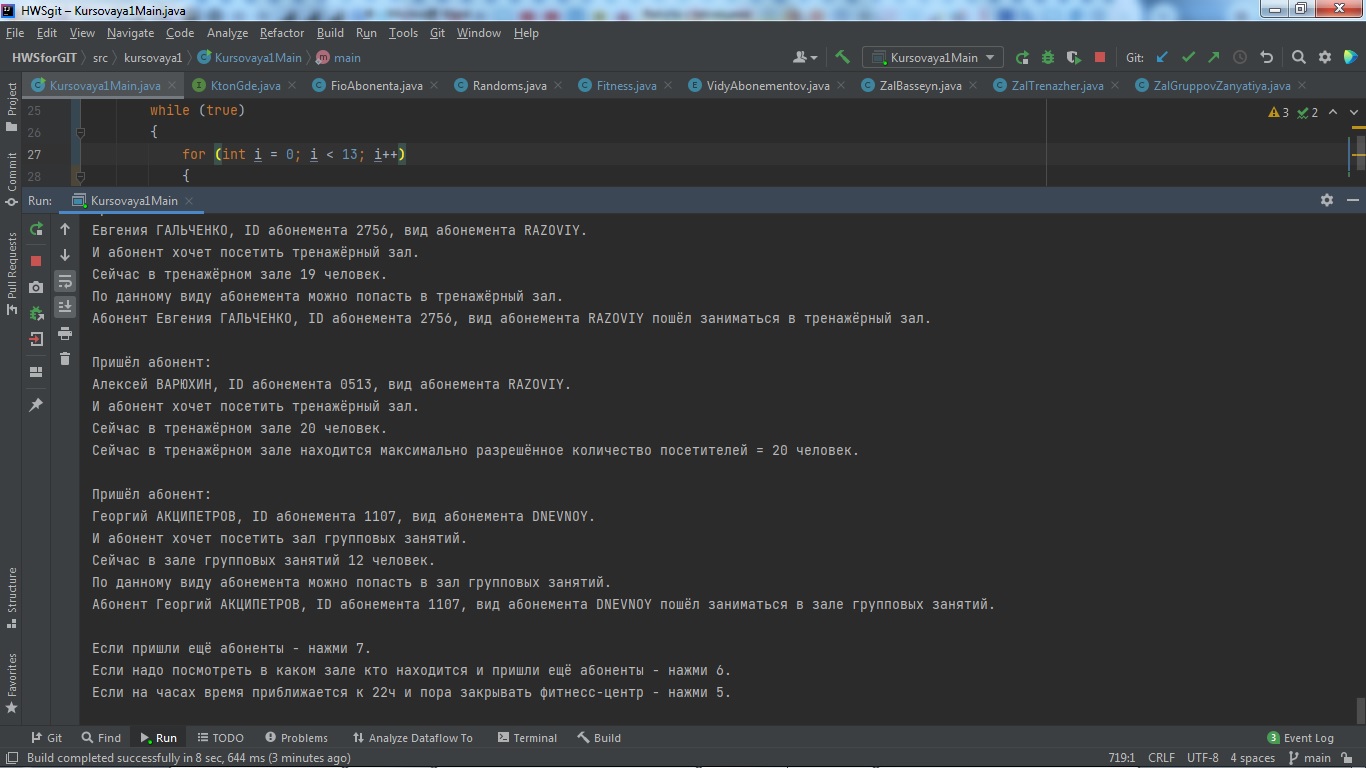 HWSgit – Kursovaya1Main.java
File Edit View Navigate Code Analyze Refactor Build Run Tools Git Window Help
HWSforGIT src kursovaya1 Kursovaya1Main main Kursovaya1Main Git:
Kursovaya1Main.java KtonGde.java FioAbonenta.java Randoms.java Fitness.java VidyAbonementov.java ZalBasseyn.java ZalTrenazher.java ZalGruppovZanyatiya.java
25 while (true)
26 {
27 for (int i = 0; i < 13; i++)
28 {
3 2
Project
Commit
Pull Requests
Structure
Favorites
Run: Kursovaya1Main
Евгения ГАЛЬЧЕНКО, ID абонемента 2756, вид абонемента RAZOVIY.
И абонент хочет посетить тренажёрный зал.
Сейчас в тренажёрном зале 19 человек.
По данному виду абонемента можно попасть в тренажёрный зал.
Абонент Евгения ГАЛЬЧЕНКО, ID абонемента 2756, вид абонемента RAZOVIY пошёл заниматься в тренажёрный зал.
Пришёл абонент:
Алексей ВАРЮХИН, ID абонемента 0513, вид абонемента RAZOVIY.
И абонент хочет посетить тренажёрный зал.
Сейчас в тренажёрном зале 20 человек.
Сейчас в тренажёрном зале находится максимально разрешённое количество посетителей = 20 человек.
Пришёл абонент:
Георгий АКЦИПЕТРОВ, ID абонемента 1107, вид абонемента DNEVNOY.
И абонент хочет посетить зал групповых занятий.
Сейчас в зале групповых занятий 12 человек.
По данному виду абонемента можно попасть в зал групповых занятий.
Абонент Георгий АКЦИПЕТРОВ, ID абонемента 1107, вид абонемента DNEVNOY пошёл заниматься в зале групповых занятий.
Если пришли ещё абоненты - нажми 7.
Если надо посмотреть в каком зале кто находится и пришли ещё абоненты - нажми 6.
Если на часах время приближается к 22ч и пора закрывать фитнесс-центр - нажми 5.
Git Find Run TODO Problems Analyze Dataflow To Terminal Build 3 Event Log
Build completed successfully in 8 sec, 644 ms (3 minutes ago) 719:1 CRLF UTF-8 4 spaces main